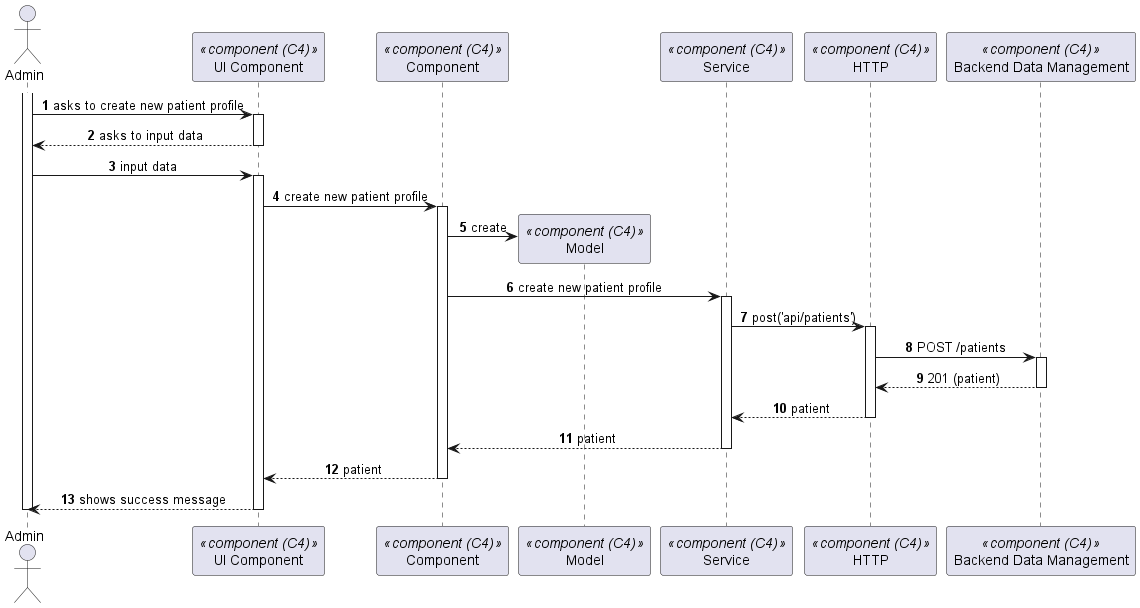 Admin
«component (C4)»
UI Component
«component (C4)»
Component
«component (C4)»
Service
«component (C4)»
HTTP
«component (C4)»
Backend Data Management
1 asks to create new patient profile
2 asks to input data
3 input data
4 create new patient profile
5 create
«component (C4)»
Model
6 create new patient profile
7 post('api/patients')
8 POST /patients
9 201 (patient)
10 patient
11 patient
12 patient
13 shows success message
Admin
«component (C4)»
UI Component
«component (C4)»
Component
«component (C4)»
Model
«component (C4)»
Service
«component (C4)»
HTTP
«component (C4)»
Backend Data Management